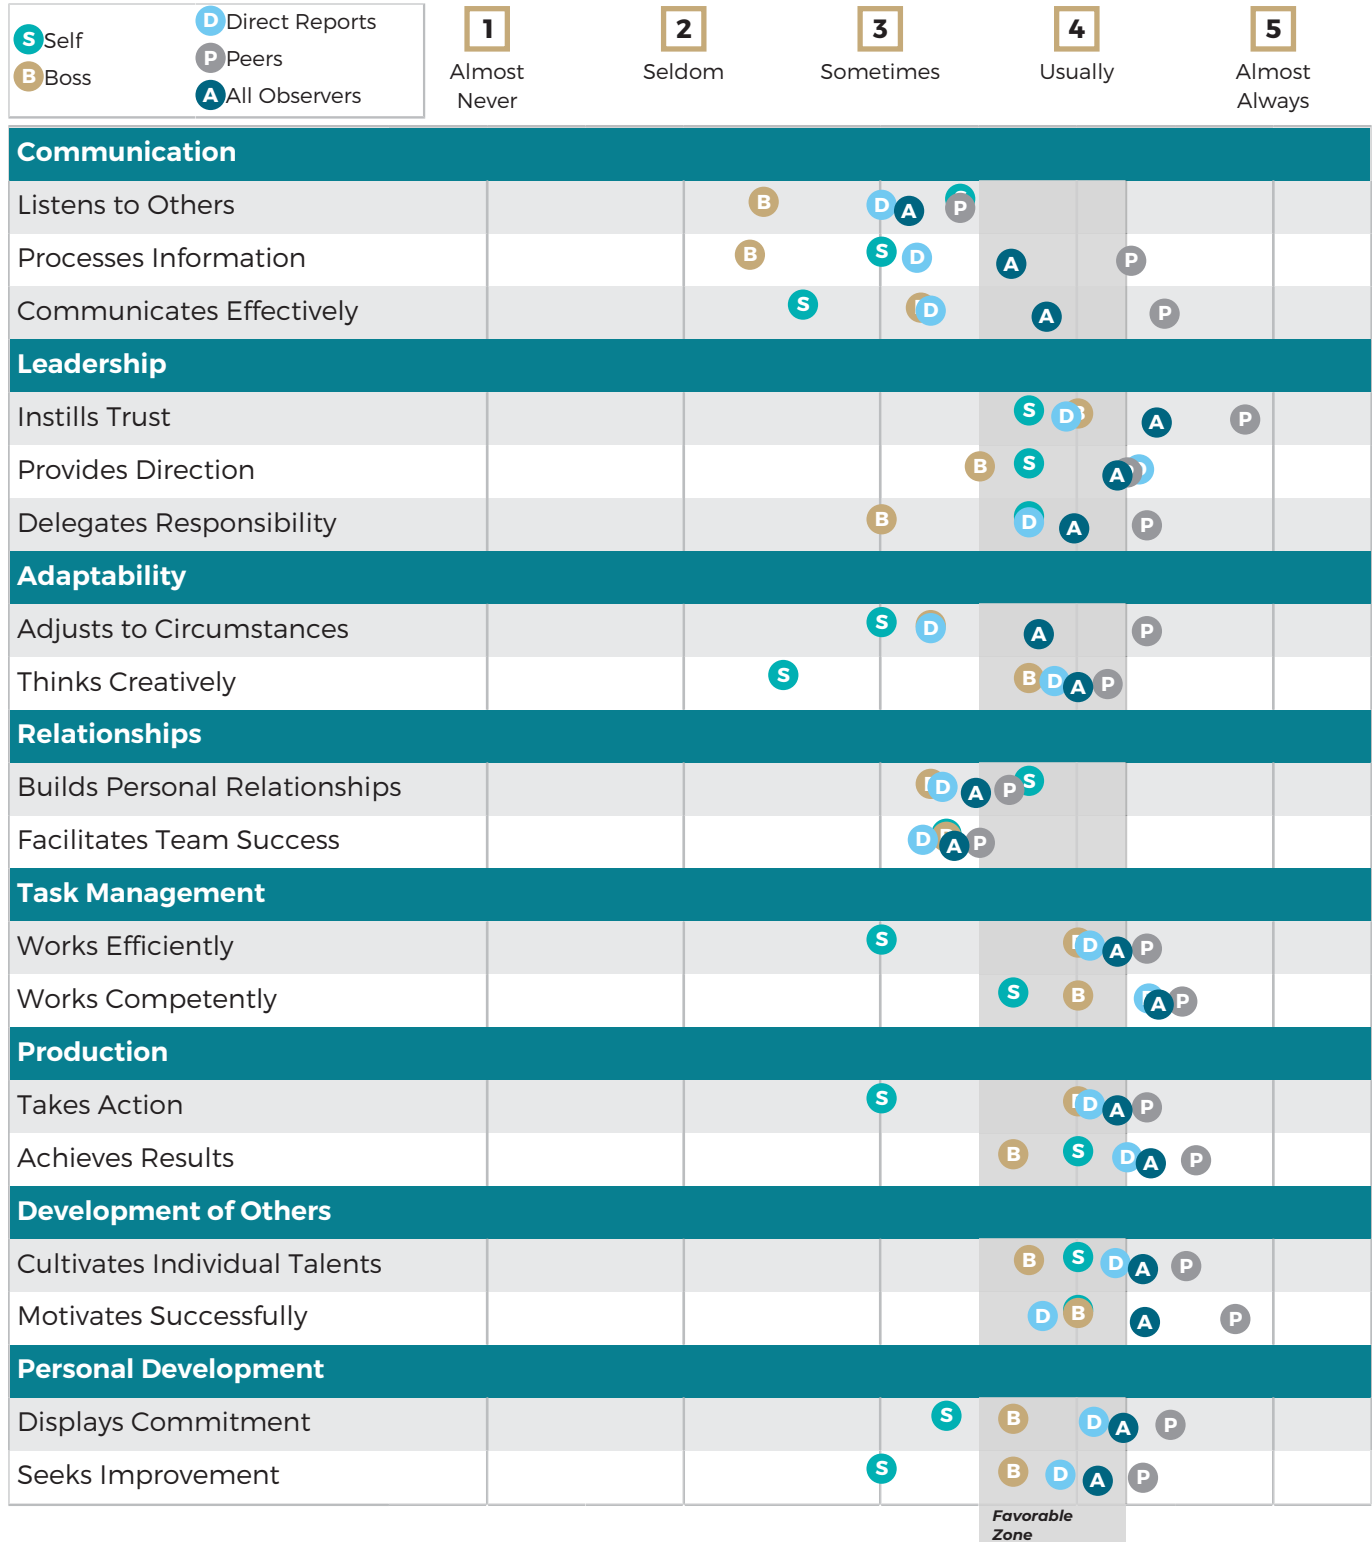 S Self
B Boss
D Direct Reports
P Peers
A All Observers
1 2 3 4 5
Almost Never Seldom Sometimes Usually Almost Always
Communication
Listens to Others B D A P
Processes Information B S D A P
Communicates Effectively S D A P
Leadership
Instills Trust S D B A P
Provides Direction B S A
Delegates Responsibility B D A P
Adaptability
Adjusts to Circumstances S D A P
Thinks Creatively S B D A P
Relationships
Builds Personal Relationships D A P S
Facilitates Team Success D A P
Task Management
Works Efficiently S D A P
Works Competently S B A P
Production
Takes Action S D A P
Achieves Results B S D A P
Development of Others
Cultivates Individual Talents B S D A P
Motivates Successfully D B A P
Personal Development
Displays Commitment S B D A P
Seeks Improvement S B D A P
Favorable
Zone